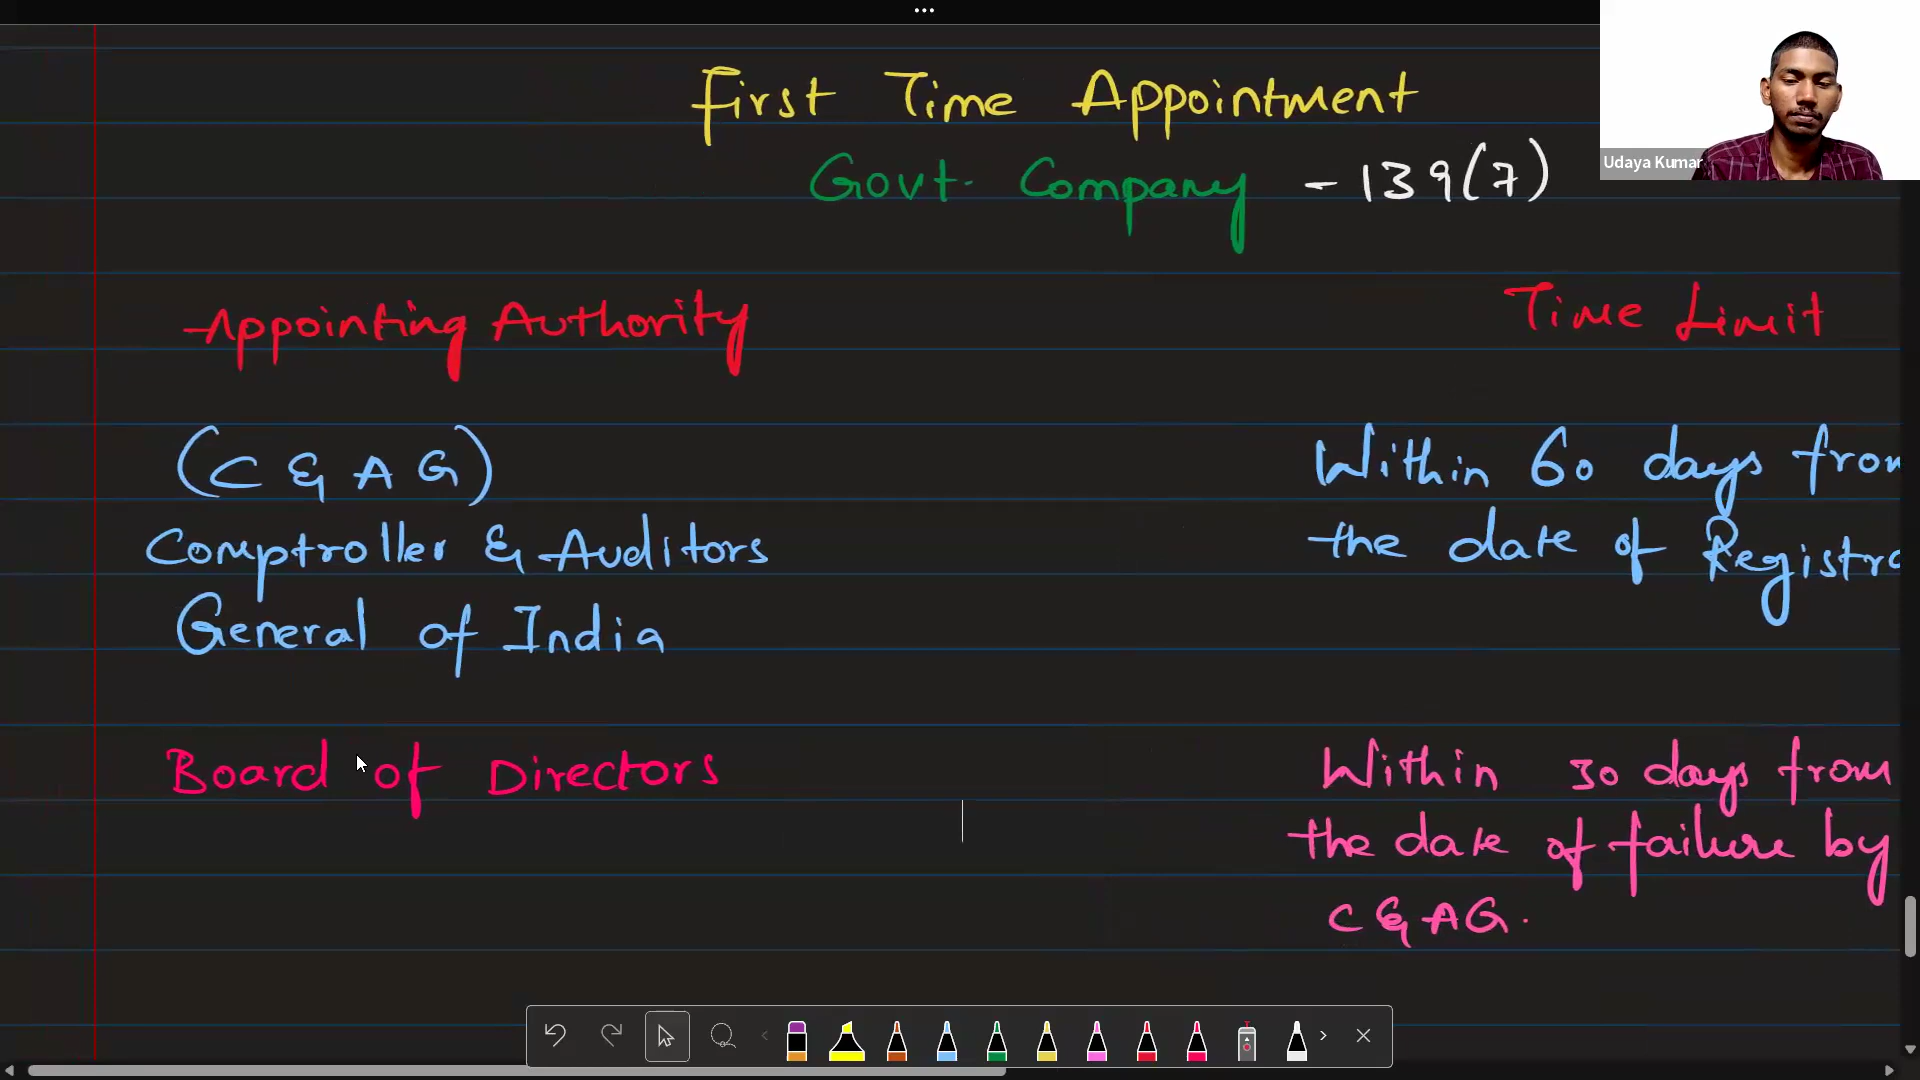 First Time Appointment
Govt. Company - 139(7)
Udaya Kumar
Appointing Authority
Time Limit
(C & AG)
Comptroller & Auditors
General of India
Within 60 days from
the date of Registra
Board of Directors
Within 30 days from
the date of failure by
C & AG.